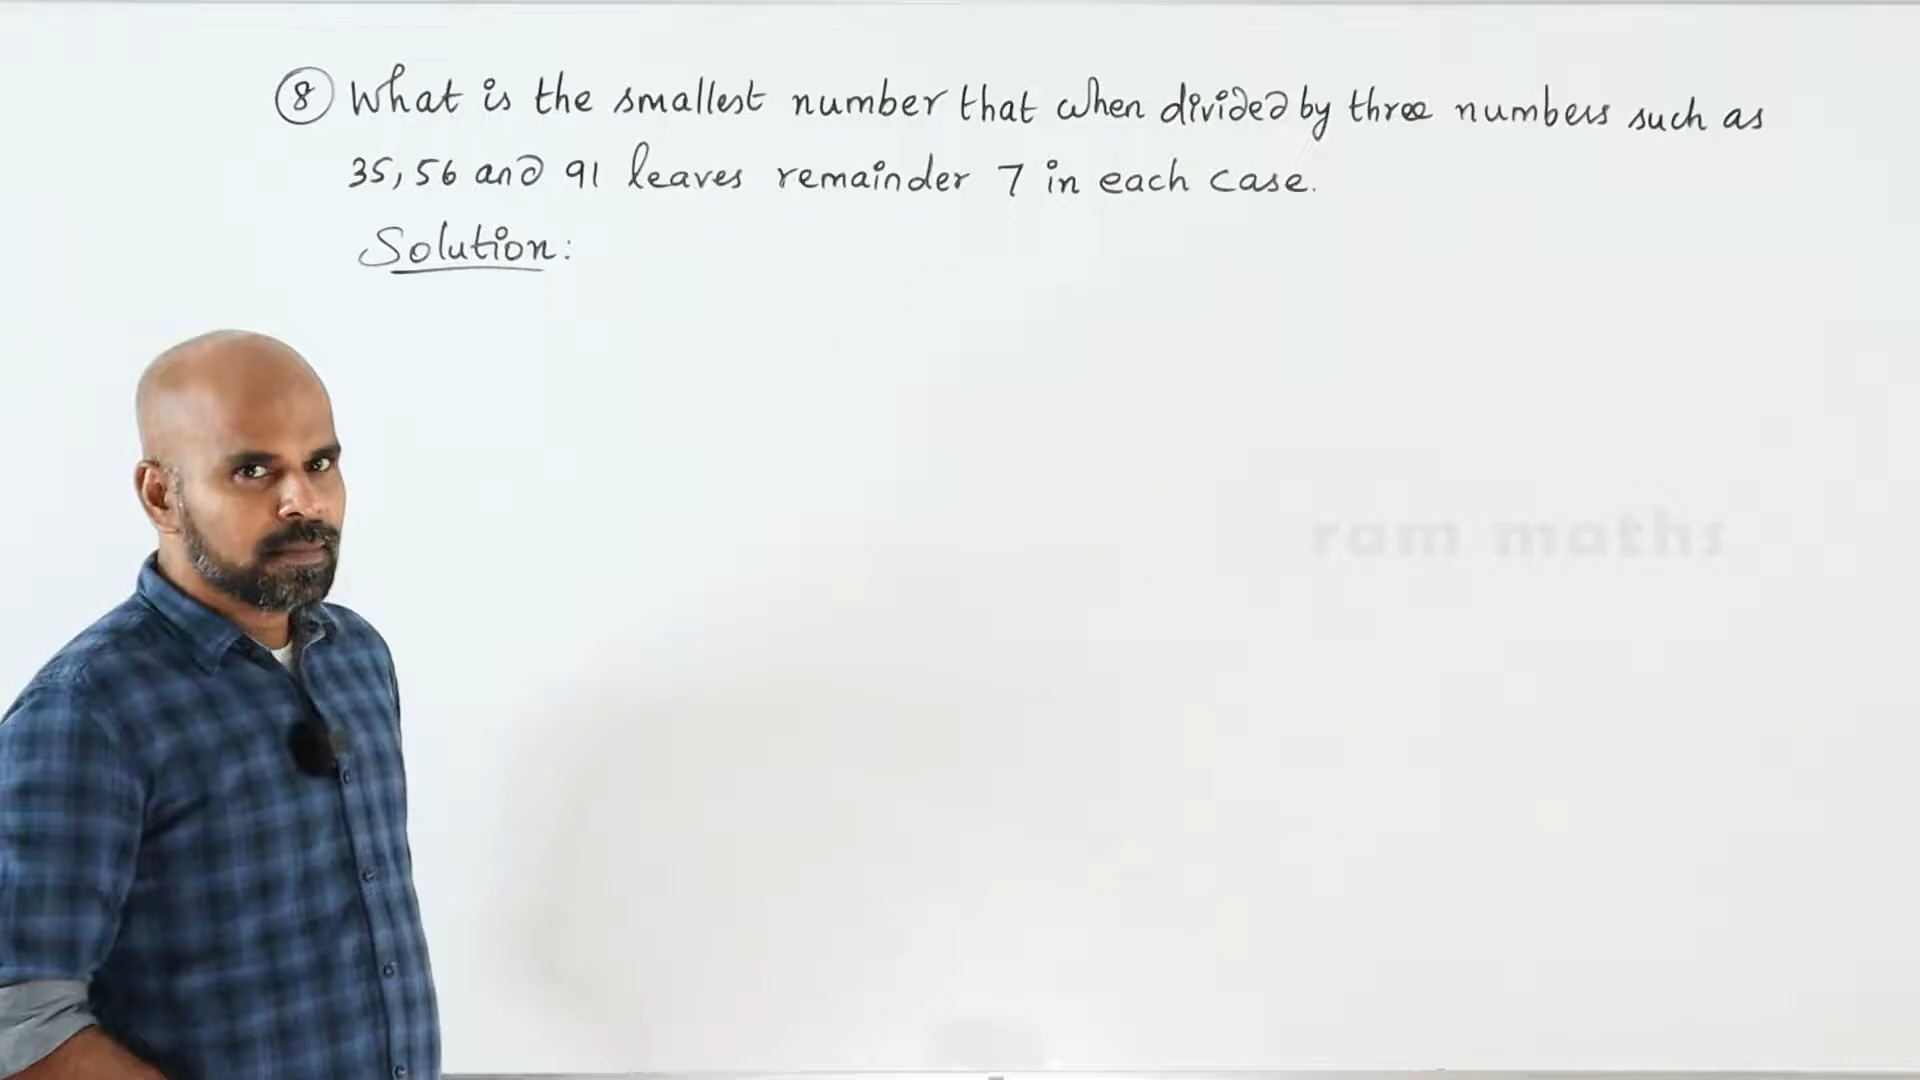 8 What is the smallest number that when divided by three numbers such as
35, 56 and 91 leaves remainder 7 in each case.
Solution:
ram maths